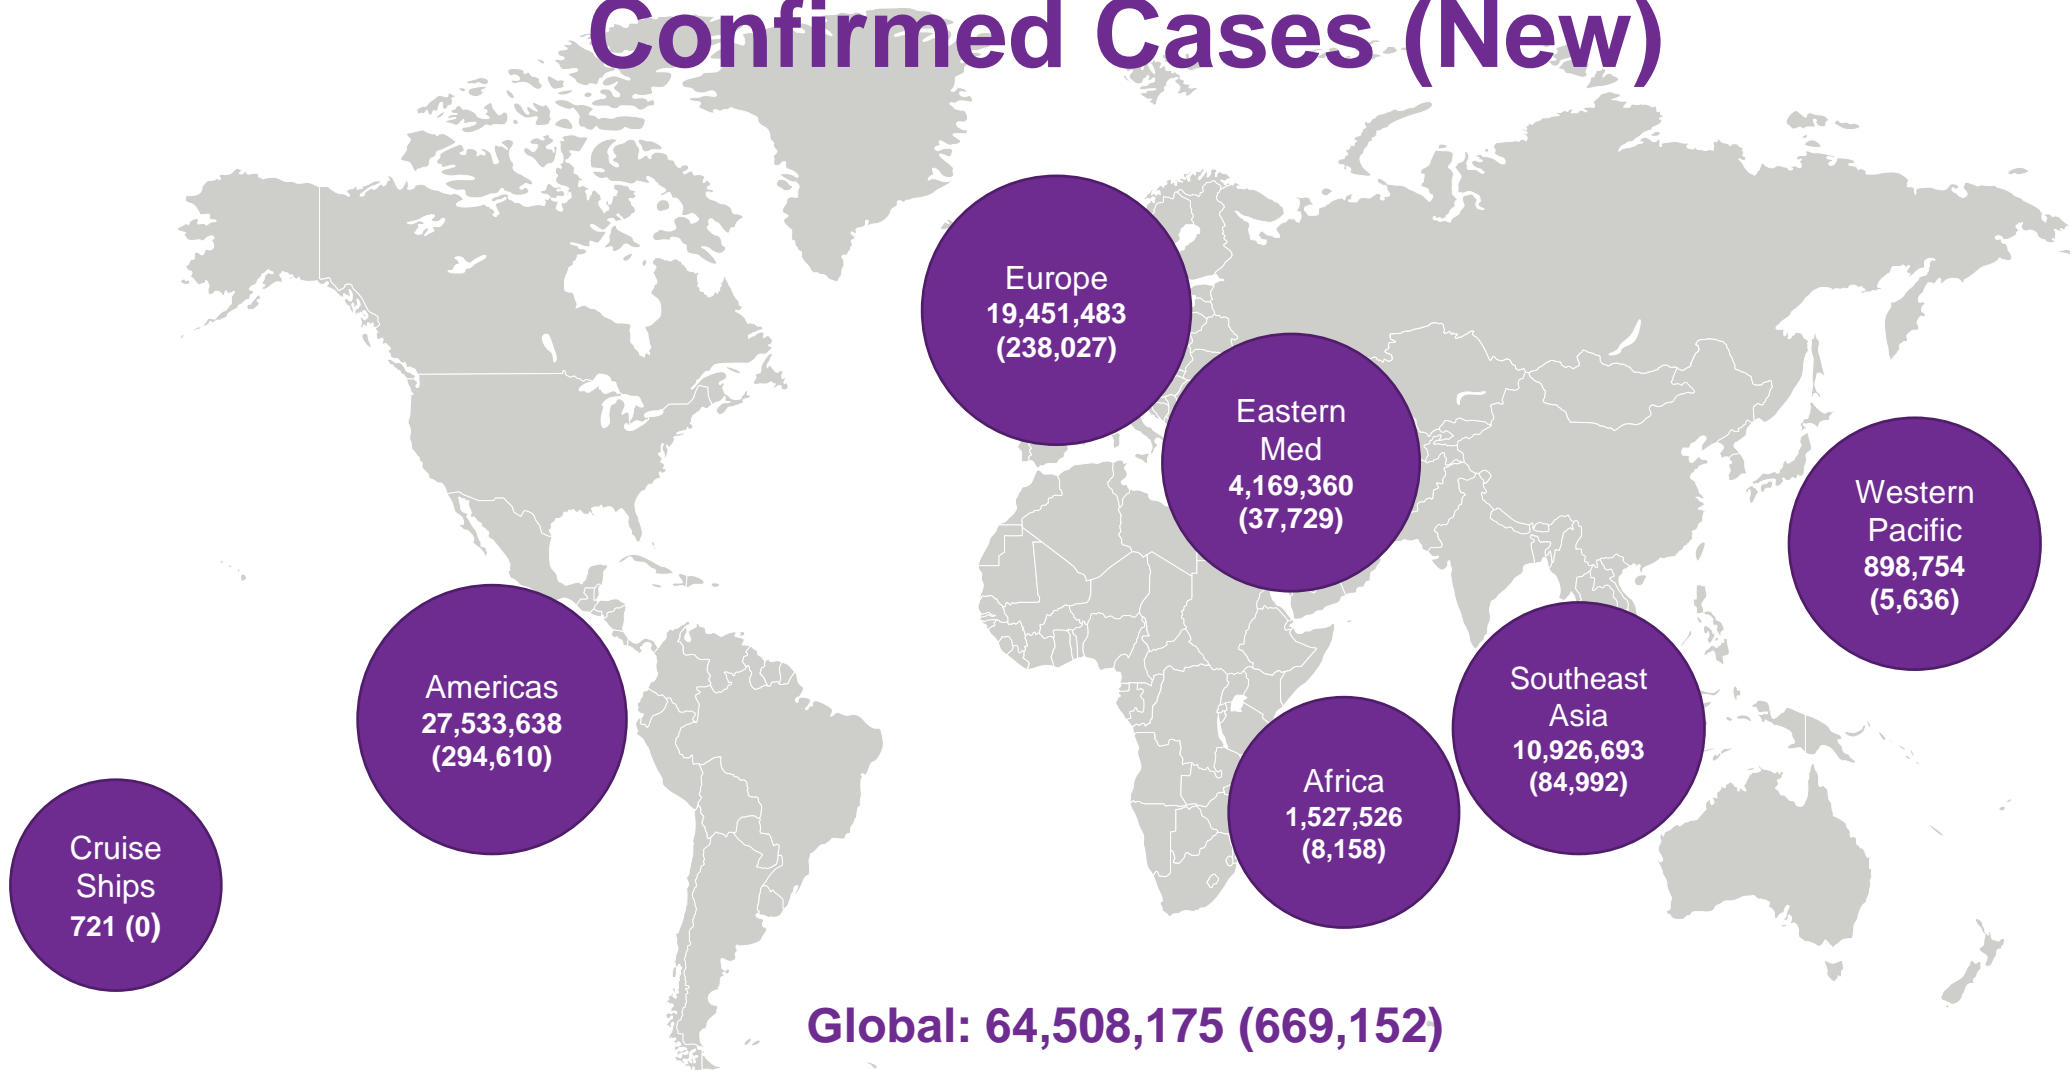 Confirmed Cases (New)
Europe
19,451,483
(238,027)
Eastern
Med
4,169,360
(37,729)
Western
Pacific
898,754
(5,636)
Americas
27,533,638
(294,610)
Southeast
Asia
10,926,693
(84,992)
Africa
1,527,526
(8,158)
Cruise
Ships
721 (0)
Global: 64,508,175 (669,152)